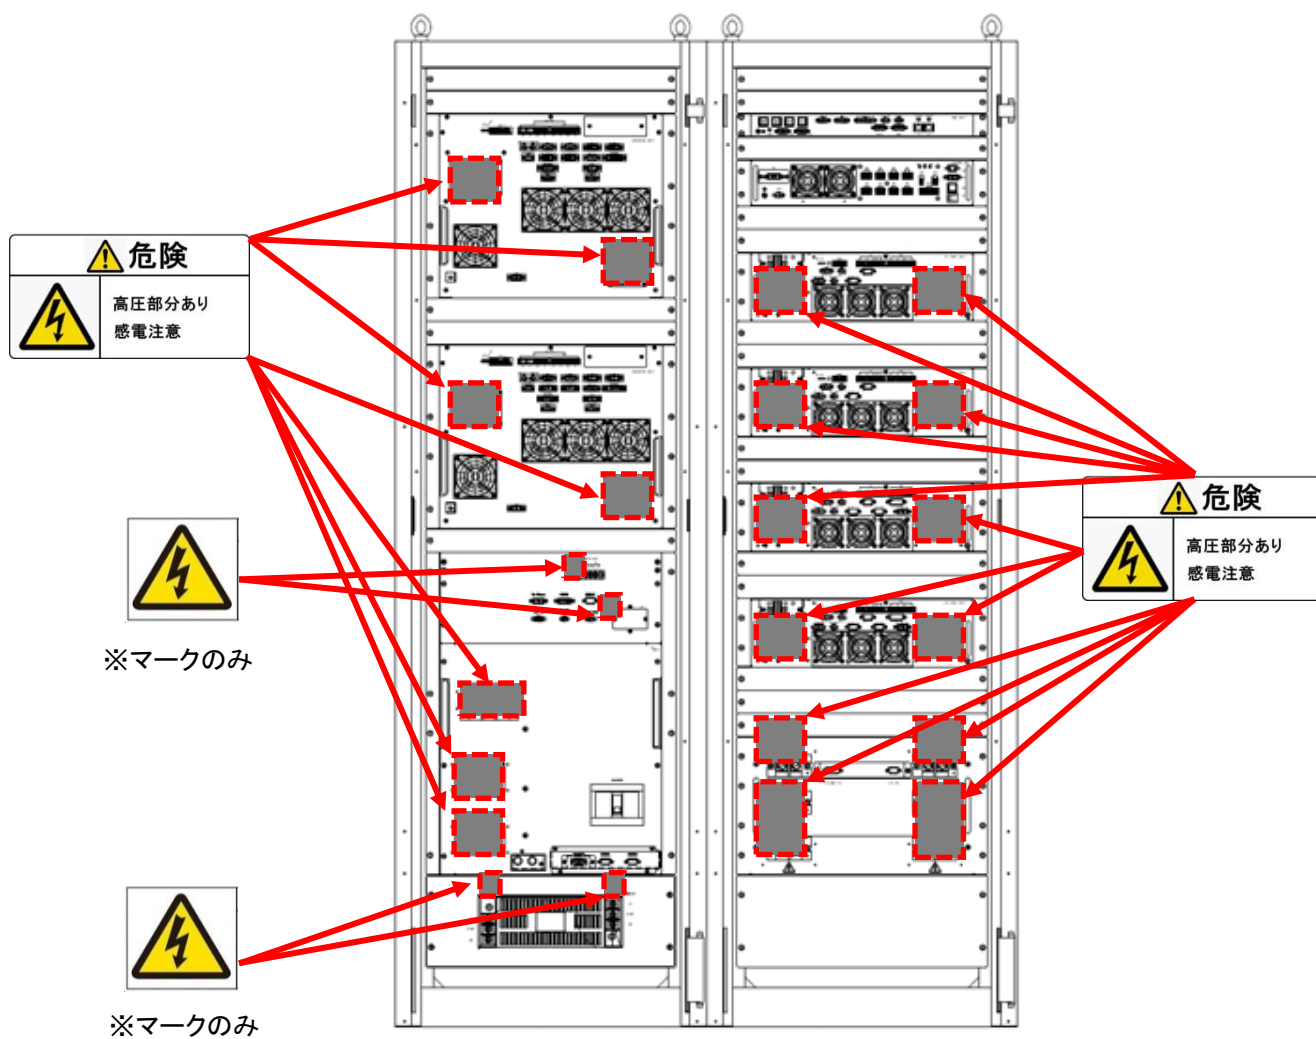 危険
高圧部分あり
感電注意
危険
高圧部分あり
感電注意
※マークのみ
※マークのみ